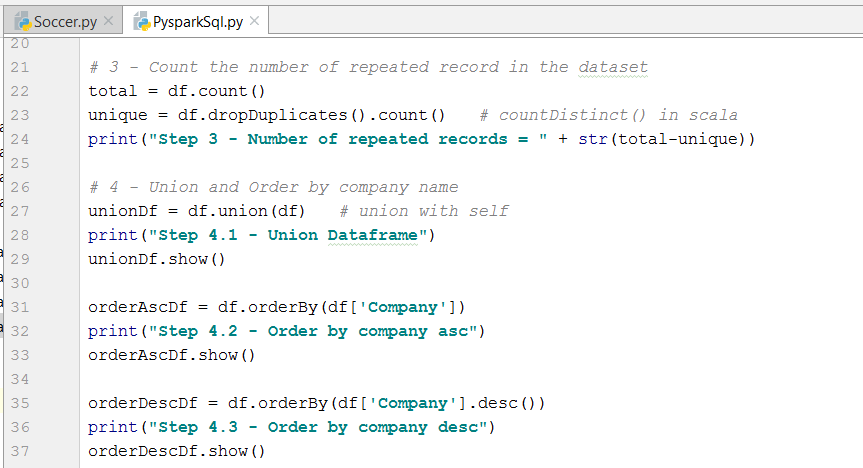 Soccer.py PysparkSql.py
20
21 # 3 - Count the number of repeated record in the dataset
22 total = df.count()
23 unique = df.dropDuplicates().count()   # countDistinct() in scala
24 print("Step 3 - Number of repeated records = " + str(total-unique))
25
26 # 4 - Union and Order by company name
27 unionDf = df.union(df)   # union with self
28 print("Step 4.1 - Union Dataframe")
29 unionDf.show()
30
31 orderAscDf = df.orderBy(df['Company'])
32 print("Step 4.2 - Order by company asc")
33 orderAscDf.show()
34
35 orderDescDf = df.orderBy(df['Company'].desc())
36 print("Step 4.3 - Order by company desc")
37 orderDescDf.show()